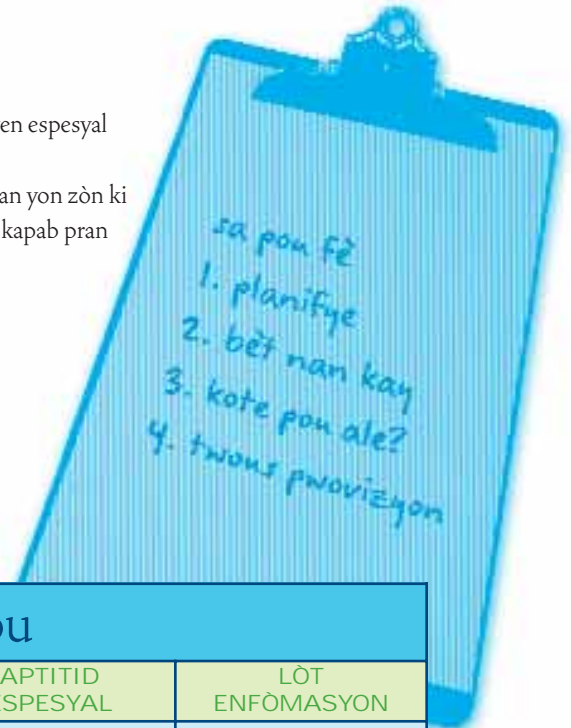 en espesyal
an yon zòn ki
kapab pran
sa pou fè
1. planifye
2. bèt nan kay
3. kote pou ale?
4. twous pwovizyon
ou
APTITID
ESPESYAL
LÒT
ENFÒMASYON